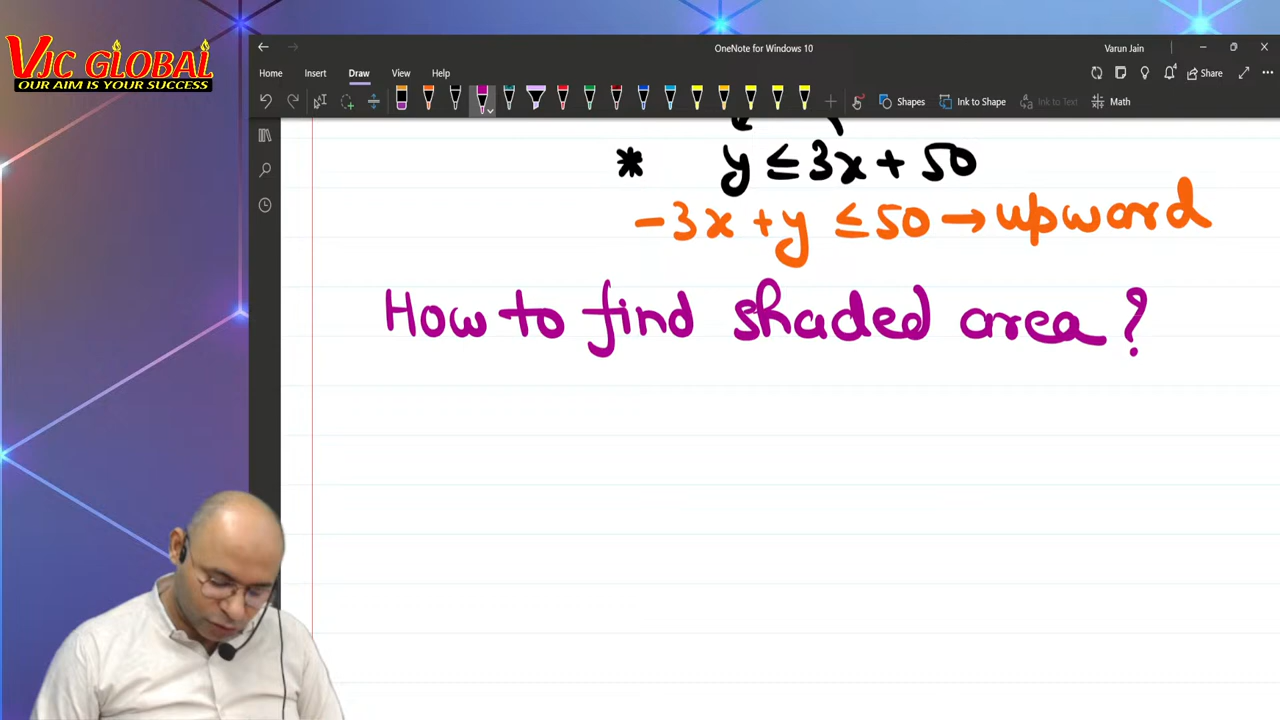 VJC GLOBAL
OUR AIM IS YOUR SUCCESS
OneNote for Windows 10
Varun Jain
Home Insert Draw View Help
Share
Shapes Ink to Shape Ink to Text Math
* y ≤ 3x + 50
-3x + y ≤ 50 → upward
How to find shaded area?